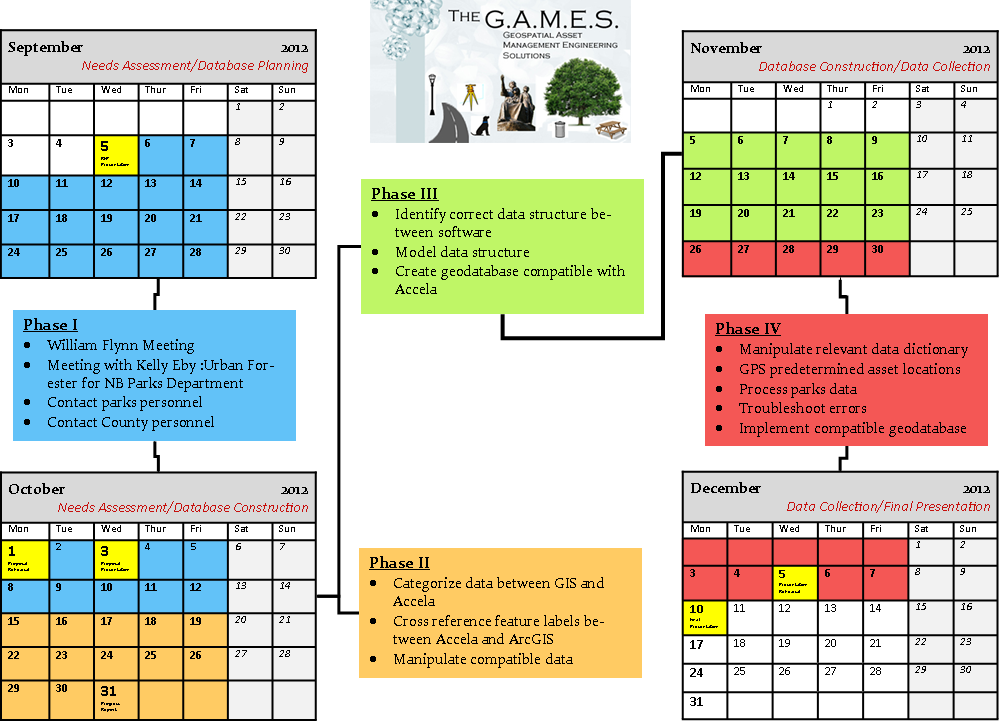 The G.A.M.E.S.
Geospatial Asset
Management Engineering
Solutions
September 2012
Needs Assessment/Database Planning
Mon Tue Wed Thur Fri Sat Sun
1 2
3 4 5 6 7 8 9
RFP
Presentation
10 11 12 13 14 15 16
17 18 19 20 21 22 23
24 25 26 27 28 29 30
Phase I
• William Flynn Meeting
• Meeting with Kelly Eby :Urban For-
ester for NB Parks Department
• Contact parks personnel
• Contact County personnel
October 2012
Needs Assessment/Database Construction
Mon Tue Wed Thur Fri Sat Sun
1 2 3 4 5 6 7
Proposal
Rehearsal
Proposal
Presentation
8 9 10 11 12 13 14
15 16 17 18 19 20 21
22 23 24 25 26 27 28
29 30 31
Progress
Report
Phase II
• Categorize data between GIS and
Accela
• Cross reference feature labels be-
tween Accela and ArcGIS
• Manipulate compatible data
Phase III
• Identify correct data structure be-
tween software
• Model data structure
• Create geodatabase compatible with
Accela
November 2012
Database Construction/Data Collection
Mon Tue Wed Thur Fri Sat Sun
1 2 3 4
5 6 7 8 9 10 11
12 13 14 15 16 17 18
19 20 21 22 23 24 25
26 27 28 29 30
Phase IV
• Manipulate relevant data dictionary
• GPS predetermined asset locations
• Process parks data
• Troubleshoot errors
• Implement compatible geodatabase
December 2012
Data Collection/Final Presentation
Mon Tue Wed Thur Fri Sat Sun
1 2
3 4 5 6 7 8 9
Presentation
Rehearsal
10 11 12 13 14 15 16
Final
Presentation
17 18 19 20 21 22 23
24 25 26 27 28 29 30
31